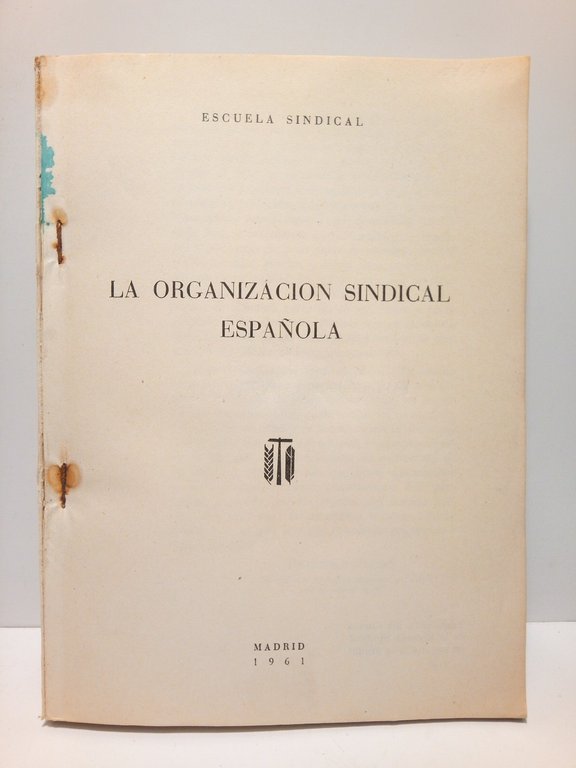 ESCUELA SINDICAL
LA ORGANIZACION SINDICAL
ESPAÑOLA
MADRID
1961